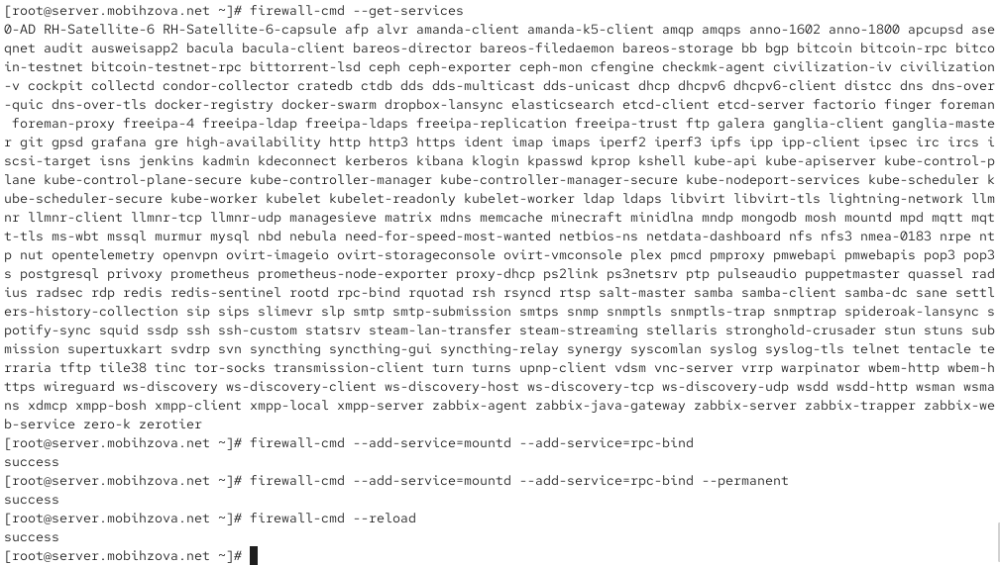 [root@server.mobihzova.net ~]# firewall-cmd --get-services
0-AD RH-Satellite-6 RH-Satellite-6-capsule afp alvr amanda-client amanda-k5-client amqp amqps anno-1602 anno-1800 apcupsd ase
qnet audit ausweisapp2 bacula bacula-client bareos-director bareos-filedaemon bareos-storage bb bgp bitcoin bitcoin-rpc bitco
in-testnet bitcoin-testnet-rpc bittorrent-lsd ceph ceph-exporter ceph-mon cfengine checkmk-agent civilization-iv civilization
-v cockpit collectd condor-collector cratedb ctdb dds dds-multicast dds-unicast dhcp dhcpv6 dhcpv6-client distcc dns dns-over
-quic dns-over-tls docker-registry docker-swarm dropbox-lansync elasticsearch etcd-client etcd-server factorio finger foreman
 foreman-proxy freeipa-4 freeipa-ldap freeipa-ldaps freeipa-replication freeipa-trust ftp galera ganglia-client ganglia-maste
r git gpsd grafana gre high-availability http http3 https ident imap imaps iperf2 iperf3 ipfs ipp ipp-client ipsec irc ircs i
scsi-target isns jenkins kadmin kdeconnect kerberos kibana klogin kpasswd kprop kshell kube-api kube-apiserver kube-control-p
lane kube-control-plane-secure kube-controller-manager kube-controller-manager-secure kube-nodeport-services kube-scheduler k
ube-scheduler-secure kube-worker kubelet kubelet-readonly kubelet-worker ldap ldaps libvirt libvirt-tls lightning-network llm
nr llmnr-client llmnr-tcp llmnr-udp managesieve matrix mdns memcache minecraft minidlna mndp mongodb mosh mountd mpd mqtt mqt
t-tls ms-wbt mssql murmur mysql nbd nebula need-for-speed-most-wanted netbios-ns netdata-dashboard nfs nfs3 nmea-0183 nrpe nt
p nut opentelemetry openvpn ovirt-imageio ovirt-storageconsole ovirt-vmconsole plex pmcd pmproxy pmwebapi pmwebapis pop3 pop3
s postgresql privoxy prometheus prometheus-node-exporter proxy-dhcp ps2link ps3netsrv ptp pulseaudio puppetmaster quassel rad
ius radsec rdp redis redis-sentinel rootd rpc-bind rquotad rsh rsyncd rtsp salt-master samba samba-client samba-dc sane settl
ers-history-collection sip sips slimevr slp smtp smtp-submission smtps snmp snmptls snmptls-trap snmptrap spideroak-lansync s
potify-sync squid ssdp ssh ssh-custom statsrv steam-lan-transfer steam-streaming stellaris stronghold-crusader stun stuns sub
mission supertuxkart svdrp svn syncthing syncthing-gui syncthing-relay synergy syscomlan syslog syslog-tls telnet tentacle te
rraria tftp tile38 tinc tor-socks transmission-client turn turns upnp-client vdsm vnc-server vrrp warpinator wbem-http wbem-h
ttps wireguard ws-discovery ws-discovery-client ws-discovery-host ws-discovery-tcp ws-discovery-udp wsdd wsdd-http wsman wsma
ns xdmcp xmpp-bosh xmpp-client xmpp-local xmpp-server zabbix-agent zabbix-java-gateway zabbix-server zabbix-trapper zabbix-we
b-service zero-k zerotier
[root@server.mobihzova.net ~]# firewall-cmd --add-service=mountd --add-service=rpc-bind
success
[root@server.mobihzova.net ~]# firewall-cmd --add-service=mountd --add-service=rpc-bind --permanent
success
[root@server.mobihzova.net ~]# firewall-cmd --reload
success
[root@server.mobihzova.net ~]#